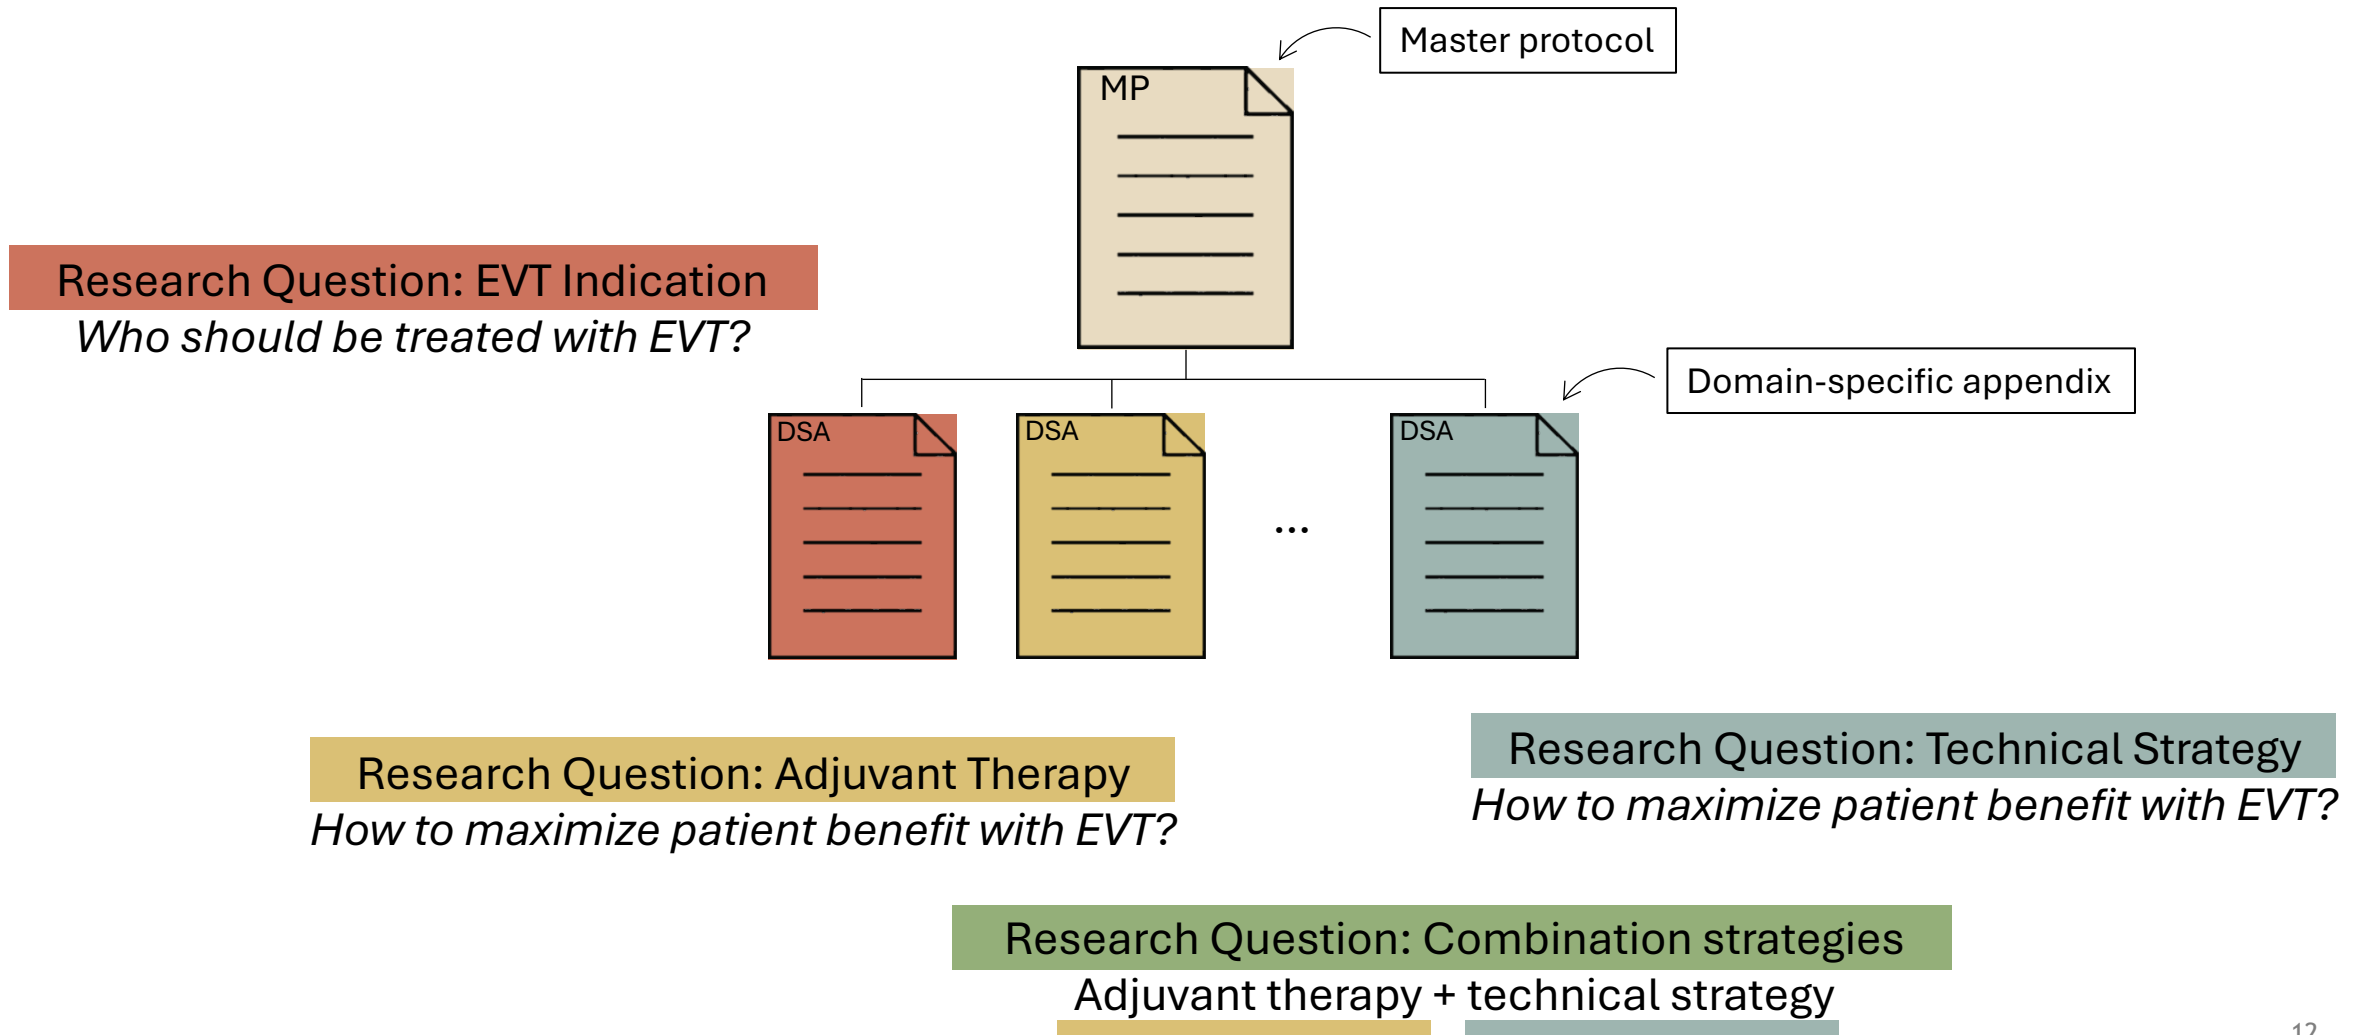 Master protocol
MP
Research Question: EVT Indication
Who should be treated with EVT?
Domain-specific appendix
DSA
DSA
...
DSA
Research Question: Adjuvant Therapy
How to maximize patient benefit with EVT?
Research Question: Technical Strategy
How to maximize patient benefit with EVT?
Research Question: Combination strategies
Adjuvant therapy + technical strategy
12